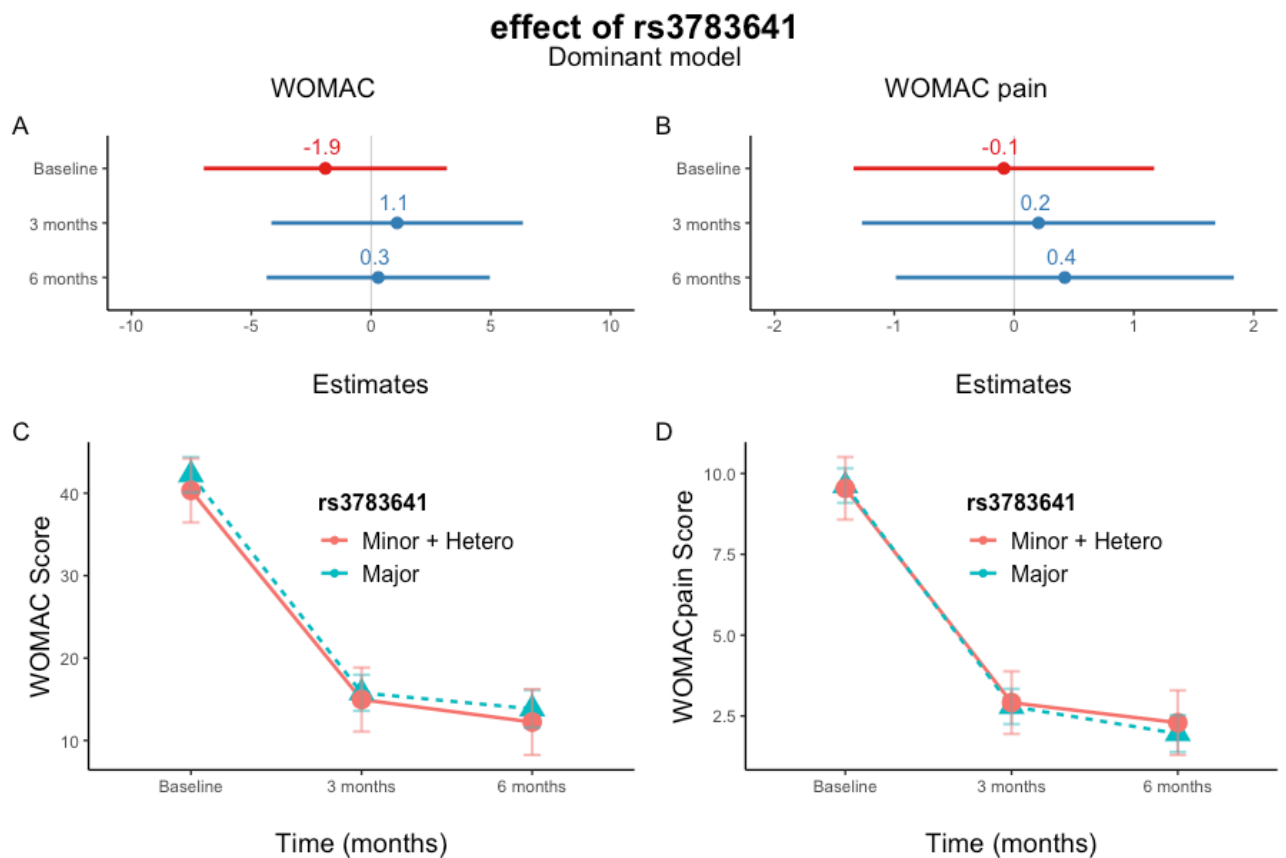 effect of rs3783641
Dominant model
WOMAC
WOMAC pain
A
Baseline
3 months
6 months
-1.9
1.1
0.3
-10 -5 0 5 10
Estimates
B
Baseline
3 months
6 months
-0.1
0.2
0.4
-2 -1 0 1 2
Estimates
C
WOMAC Score
40
30
20
10
rs3783641
Minor + Hetero
Major
Baseline 3 months 6 months
Time (months)
D
WOMACpain Score
10.0
7.5
5.0
2.5
rs3783641
Minor + Hetero
Major
Baseline 3 months 6 months
Time (months)